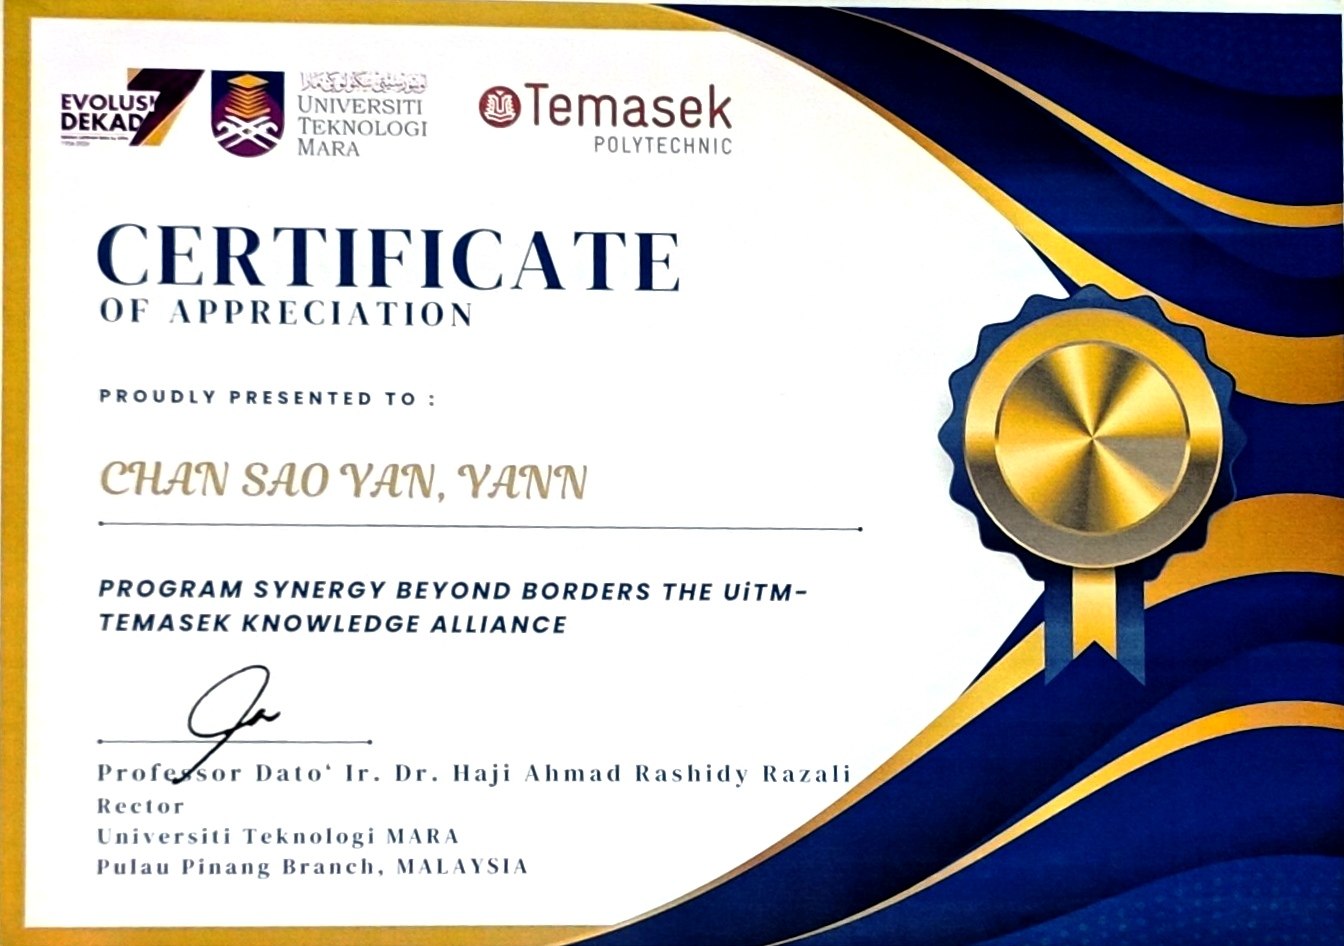 EVOLUSI
DEKAD 7
UNIVERSITI
TEKNOLOGI
MARA
Temasek
POLYTECHNIC
CERTIFICATE
OF APPRECIATION
PROUDLY PRESENTED TO :
CHAN SAO YAN, YANN
PROGRAM SYNERGY BEYOND BORDERS THE UiTM-
TEMASEK KNOWLEDGE ALLIANCE
Professor Dato‘ Ir. Dr. Haji Ahmad Rashidy Razali
Rector
Universiti Teknologi MARA
Pulau Pinang Branch, MALAYSIA